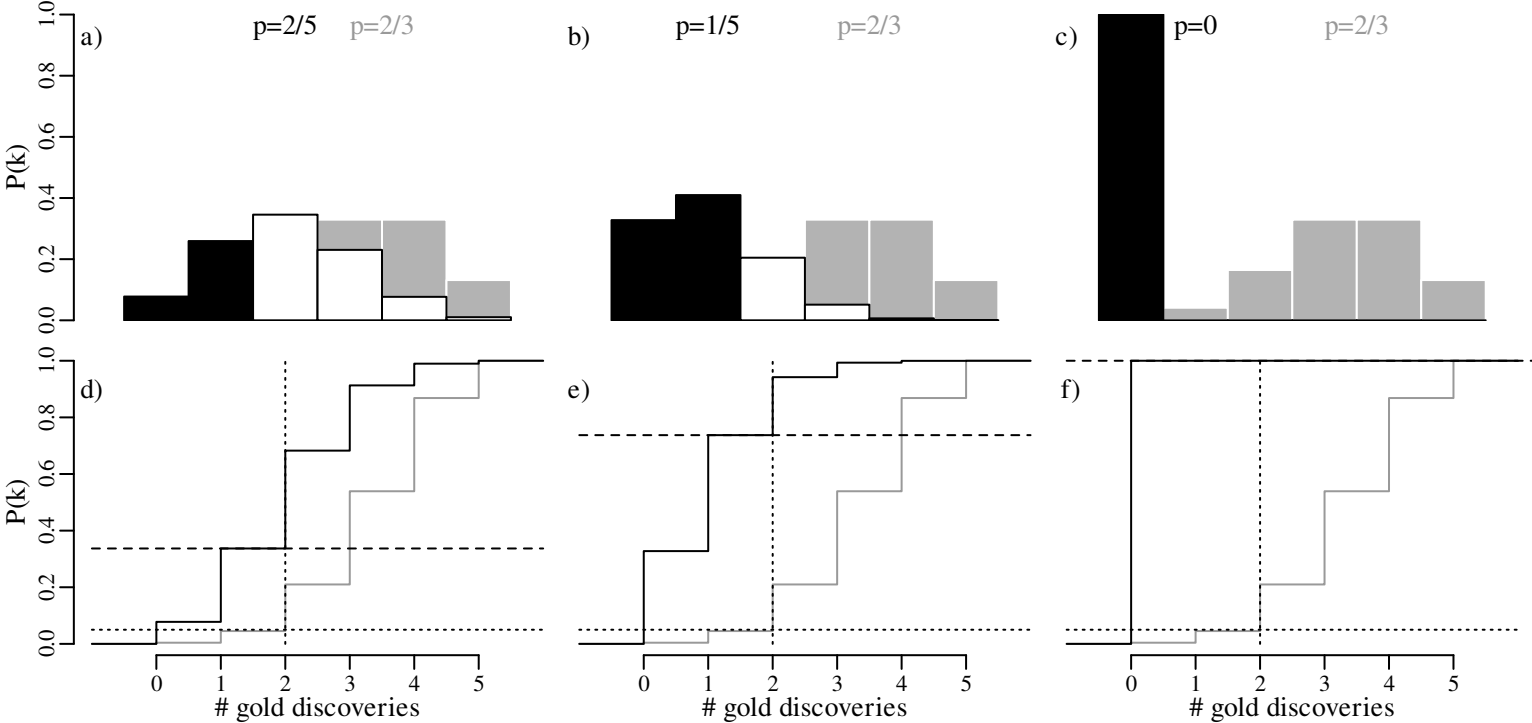 a) p=2/5 p=2/3
b) p=1/5 p=2/3
c) p=0 p=2/3
P(k)
0.0 0.2 0.4 0.6 0.8 1.0
d)
e)
f)
P(k)
0.0 0.2 0.4 0.6 0.8 1.0
0 1 2 3 4 5
# gold discoveries
0 1 2 3 4 5
# gold discoveries
0 1 2 3 4 5
# gold discoveries